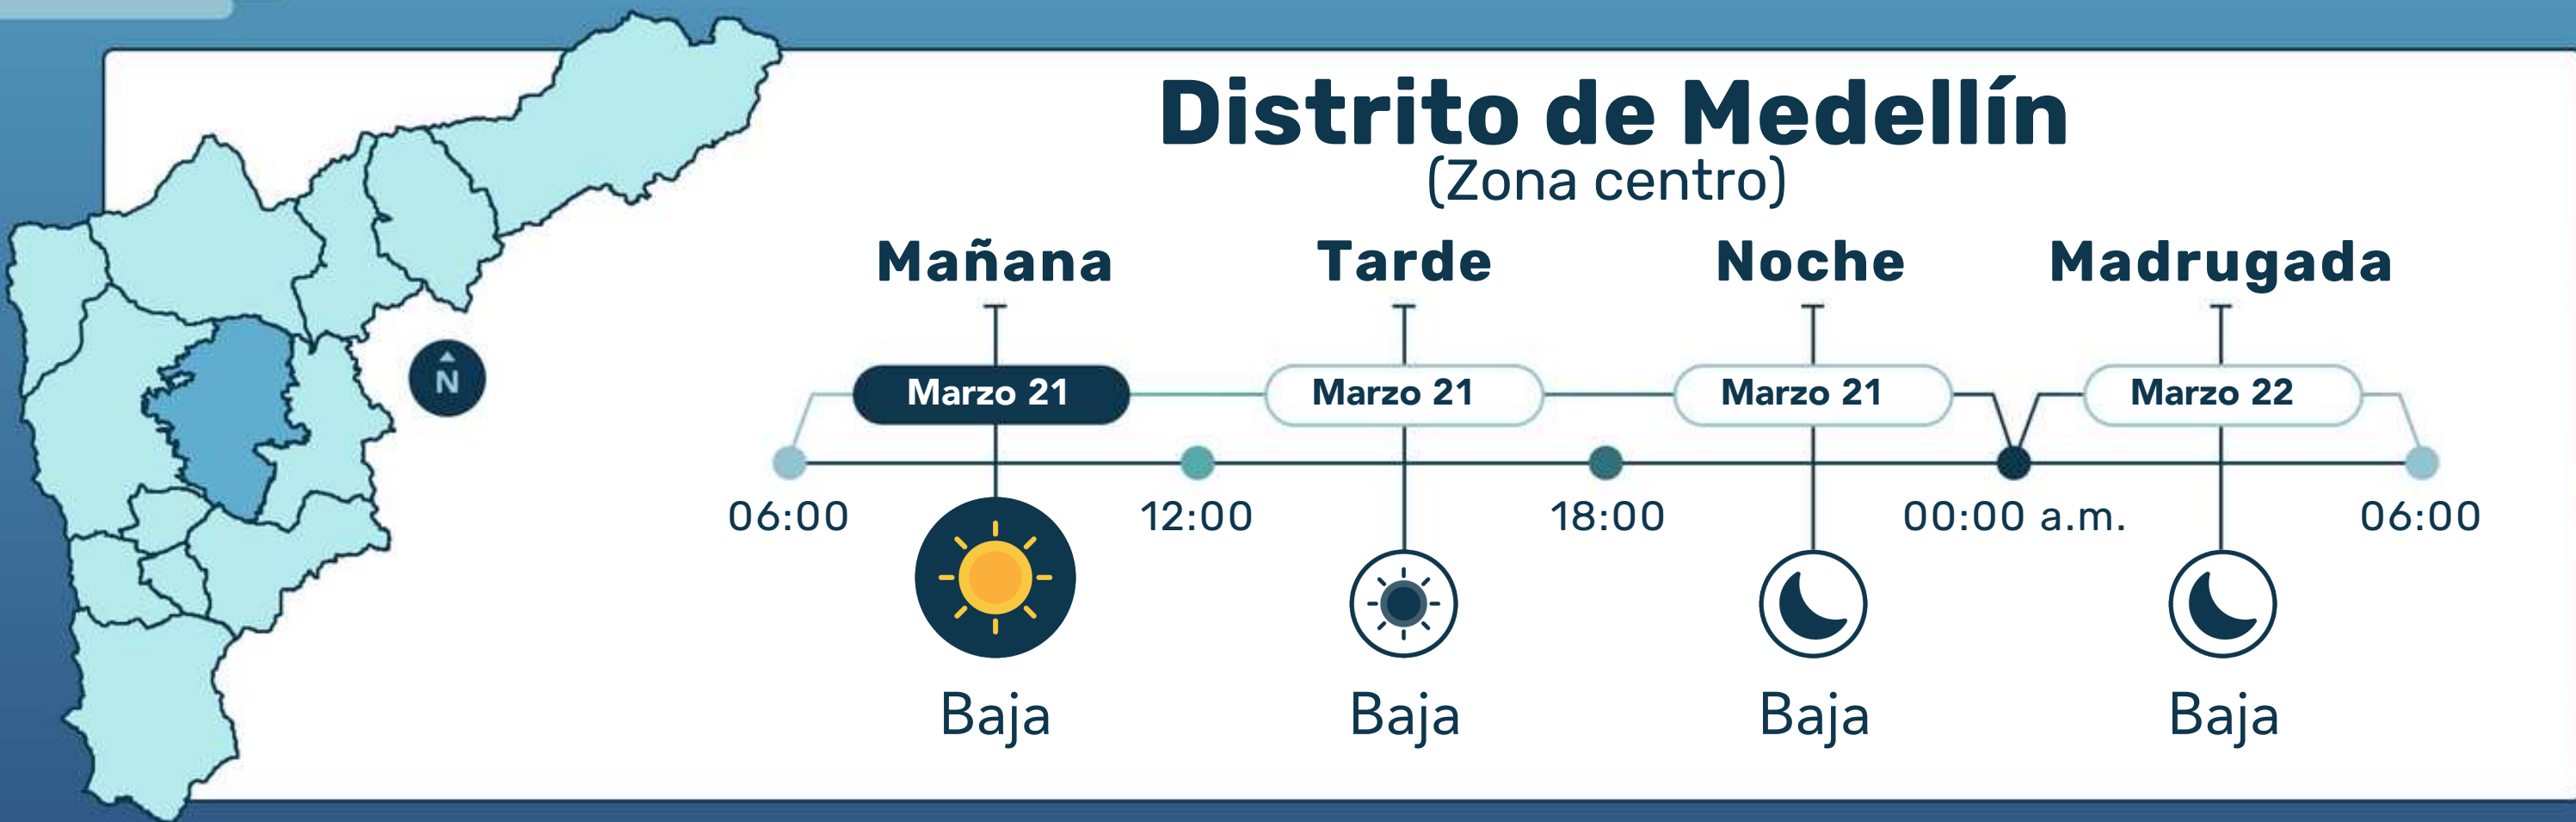 Distrito de Medellín
(Zona centro)
Mañana Tarde Noche Madrugada
N
Marzo 21 Marzo 21 Marzo 21 Marzo 22
06:00 12:00 18:00 00:00 a.m. 06:00
Baja Baja Baja Baja